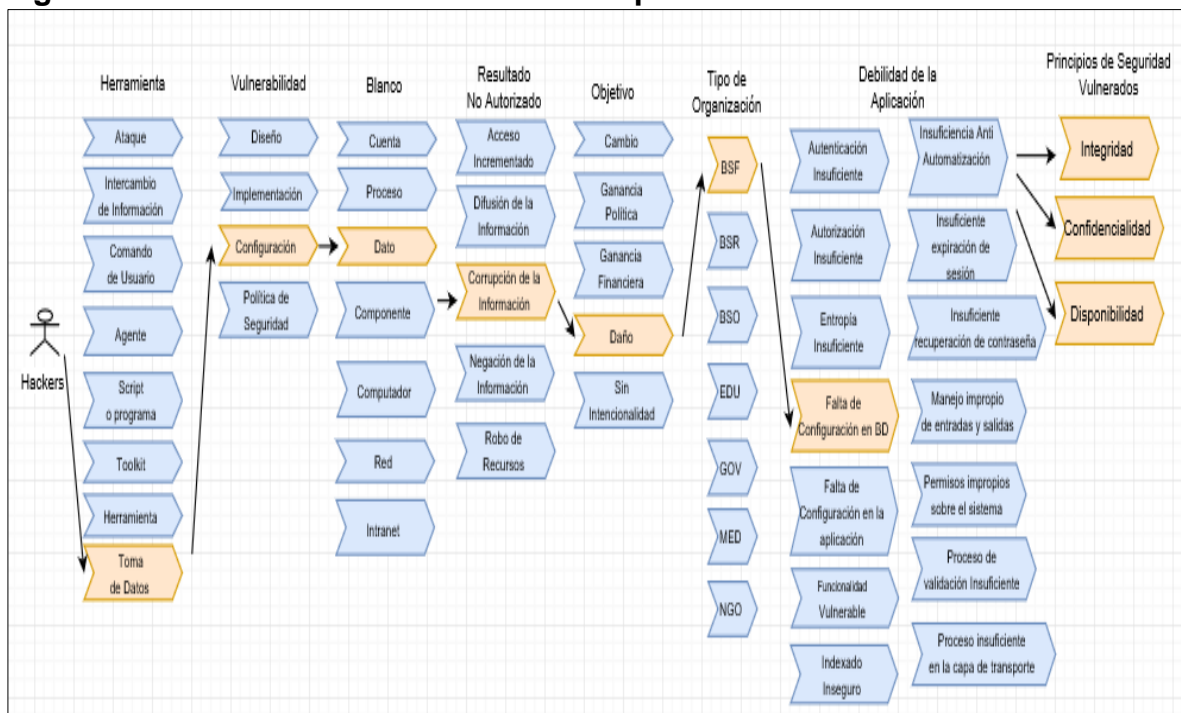 Herramienta
Ataque
Intercambio
de Información
Comando
de Usuario
Agente
Script
o programa
Toolkit
Herramienta
Toma
de Datos
Hackers
Vulnerabilidad
Diseño
Implementación
Configuración
Política de
Seguridad
Blanco
Cuenta
Proceso
Dato
Componente
Computador
Red
Intranet
Resultado
No Autorizado
Acceso
Incrementado
Difusión de la
Información
Corrupción de la
Información
Negación de la
Información
Robo de
Recursos
Objetivo
Cambio
Ganancia
Política
Ganancia
Financiera
Daño
Sin
Intencionalidad
Tipo de
Organización
BSF
BSR
BSO
EDU
GOV
MED
NGO
Debilidad de la
Aplicación
Autenticación
Insuficiente
Autorización
Insuficiente
Entropía
Insuficiente
Falta de
Configuración en BD
Falta de
Configuración en la
aplicación
Funcionalidad
Vulnerable
Indexado
Inseguro
Insuficiencia Anti
Automatización
Insuficiente
expiración de
sesión
Insuficiente
recuperación de contraseña
Manejo impropio
de entradas y salidas
Permisos impropios
sobre el sistema
Proceso de
validación Insuficiente
Proceso insuficiente
en la capa de transporte
Principios de Seguridad
Vulnerados
Integridad
Confidencialidad
Disponibilidad